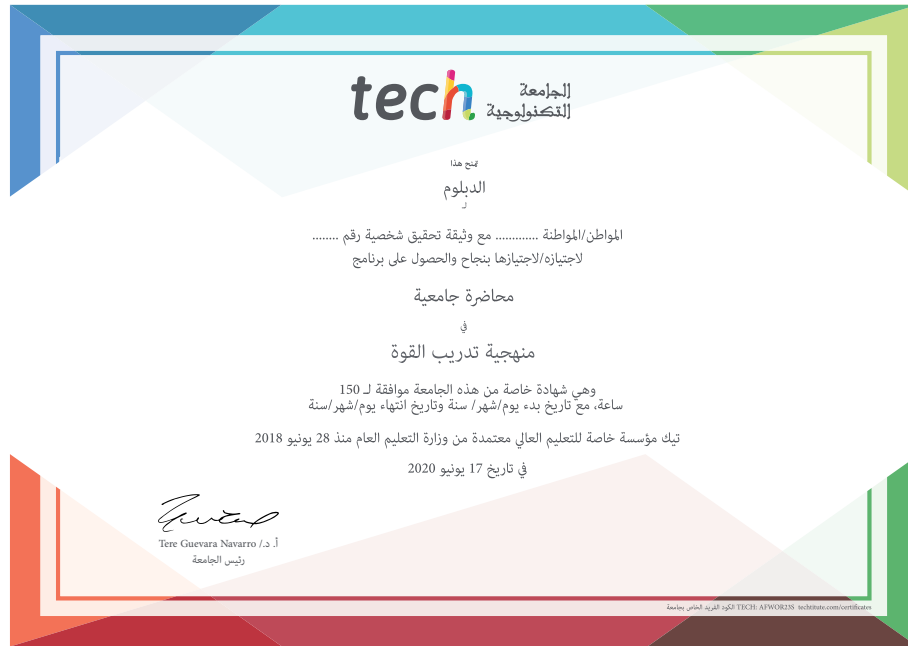 tech الجامعة
التكنولوجية
تمنح هذا
الدبلوم
لـ
المواطن/المواطنة ............. مع وثيقة تحقيق شخصية رقم ........
لاجتيازه/لاجتيازها بنجاح والحصول على برنامج
محاضرة جامعية
في
منهجية تدريب القوة
وهي شهادة خاصة من هذه الجامعة موافقة لـ 150
ساعة، مع تاريخ بدء يوم/شهر/ سنة وتاريخ انتهاء يوم/شهر/سنة
تيك مؤسسة خاصة للتعليم العالي معتمدة من وزارة التعليم العام منذ 28 يونيو 2018
في تاريخ 17 يونيو 2020
أ. د./ Tere Guevara Navarro
رئيس الجامعة
الكود الفريد الخاص بجامعة TECH: AFWOR23S techtitute.com/certificates